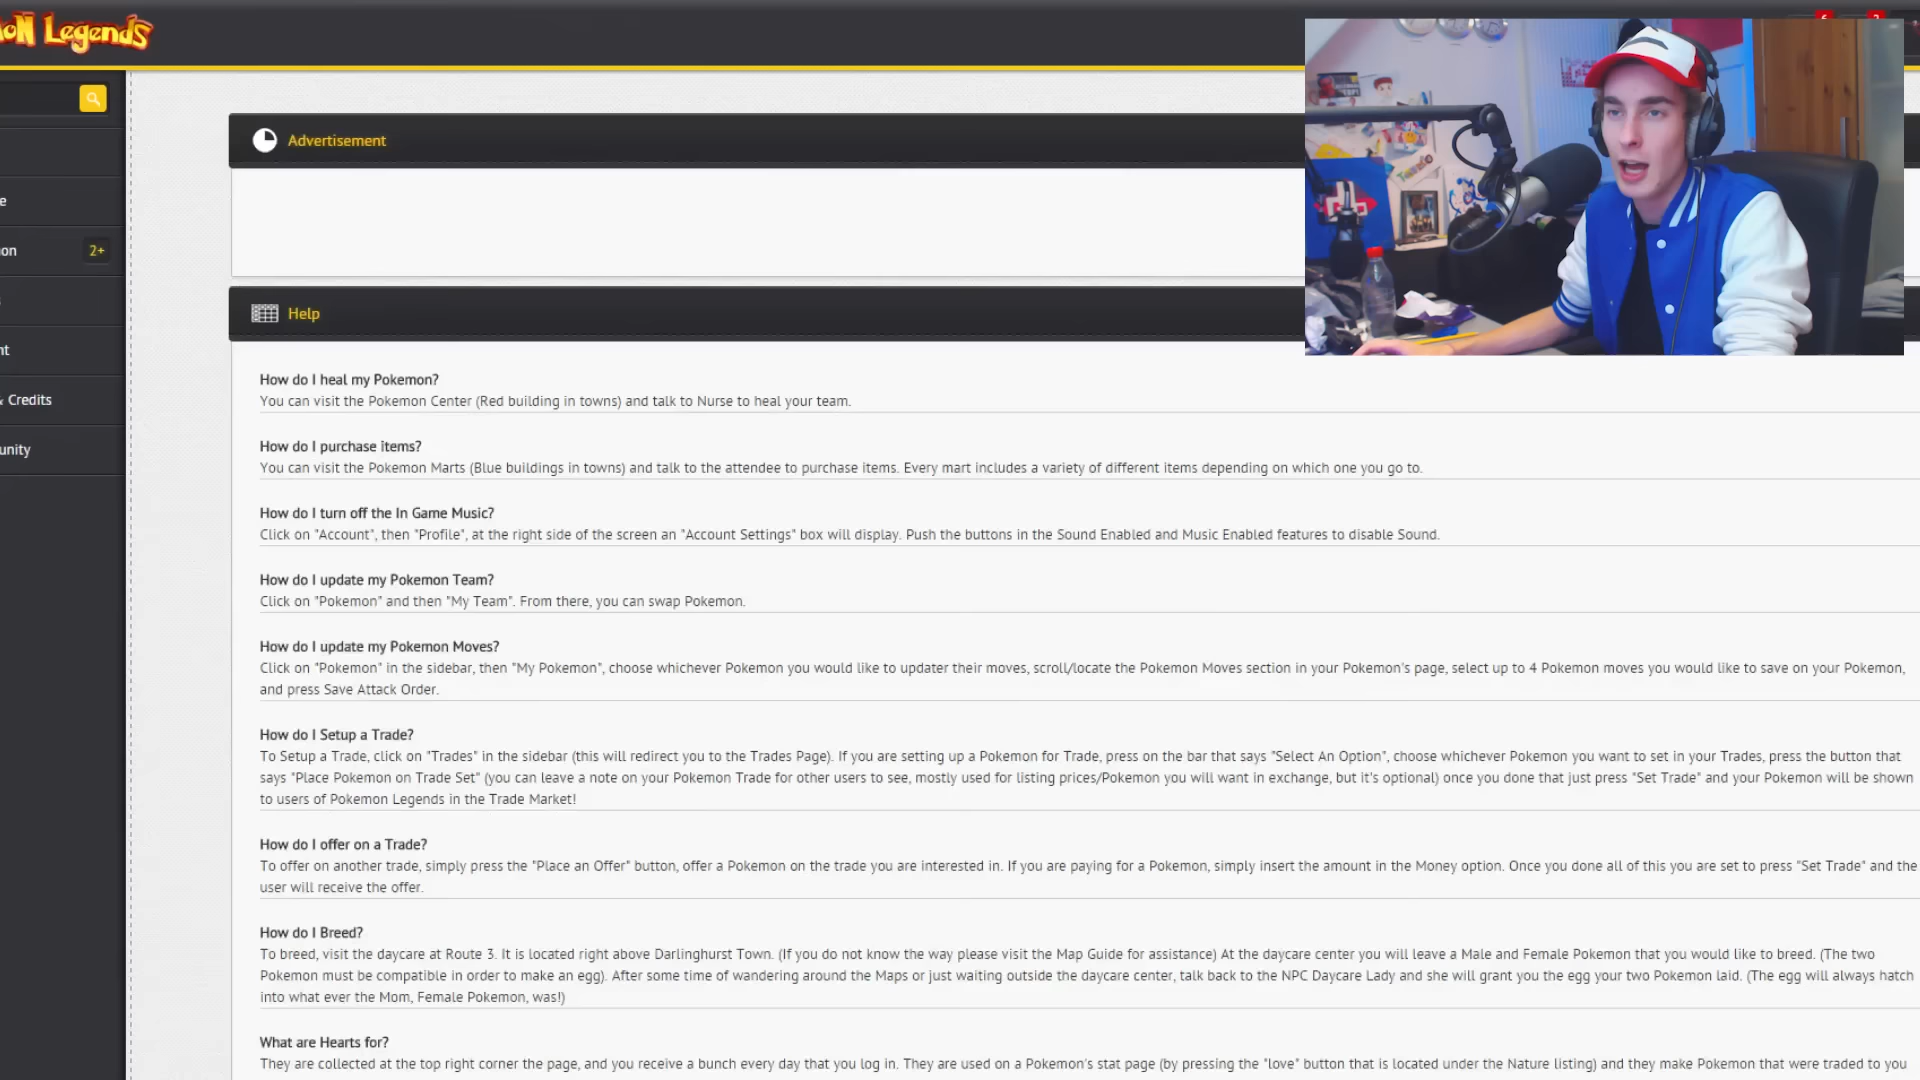 Legends
Advertisement
2+
& Credits
Help
How do I heal my Pokemon?
You can visit the Pokemon Center (Red building in towns) and talk to Nurse to heal your team.
How do I purchase items?
You can visit the Pokemon Marts (Blue buildings in towns) and talk to the attendee to purchase items. Every mart includes a variety of different items depending on which one you go to.
How do I turn off the In Game Music?
Click on "Account", then "Profile", at the right side of the screen an "Account Settings" box will display. Push the buttons in the Sound Enabled and Music Enabled features to disable Sound.
How do I update my Pokemon Team?
Click on "Pokemon" and then "My Team". From there, you can swap Pokemon.
How do I update my Pokemon Moves?
Click on "Pokemon" in the sidebar, then "My Pokemon", choose whichever Pokemon you would like to updater their moves, scroll/locate the Pokemon Moves section in your Pokemon's page, select up to 4 Pokemon moves you would like to save on your Pokemon,
and press Save Attack Order.
How do I Setup a Trade?
To Setup a Trade, click on "Trades" in the sidebar (this will redirect you to the Trades Page). If you are setting up a Pokemon for Trade, press on the bar that says "Select An Option", choose whichever Pokemon you want to set in your Trades, press the button that
says "Place Pokemon on Trade Set" (you can leave a note on your Pokemon Trade for other users to see, mostly used for listing prices/Pokemon you will want in exchange, but it's optional) once you done that just press "Set Trade" and your Pokemon will be shown
to users of Pokemon Legends in the Trade Market!
How do I offer on a Trade?
To offer on another trade, simply press the "Place an Offer" button, offer a Pokemon on the trade you are interested in. If you are paying for a Pokemon, simply insert the amount in the Money option. Once you done all of this you are set to press "Set Trade" and the
user will receive the offer.
How do I Breed?
To breed, visit the daycare at Route 3. It is located right above Darlinghurst Town. (If you do not know the way please visit the Map Guide for assistance) At the daycare center you will leave a Male and Female Pokemon that you would like to breed. (The two
Pokemon must be compatible in order to make an egg). After some time of wandering around the Maps or just waiting outside the daycare center, talk back to the NPC Daycare Lady and she will grant you the egg your two Pokemon laid. (The egg will always hatch
into what ever the Mom, Female Pokemon, was!)
What are Hearts for?
They are collected at the top right corner the page, and you receive a bunch every day that you log in. They are used on a Pokemon's stat page (by pressing the "love" button that is located under the Nature listing) and they make Pokemon that were traded to you